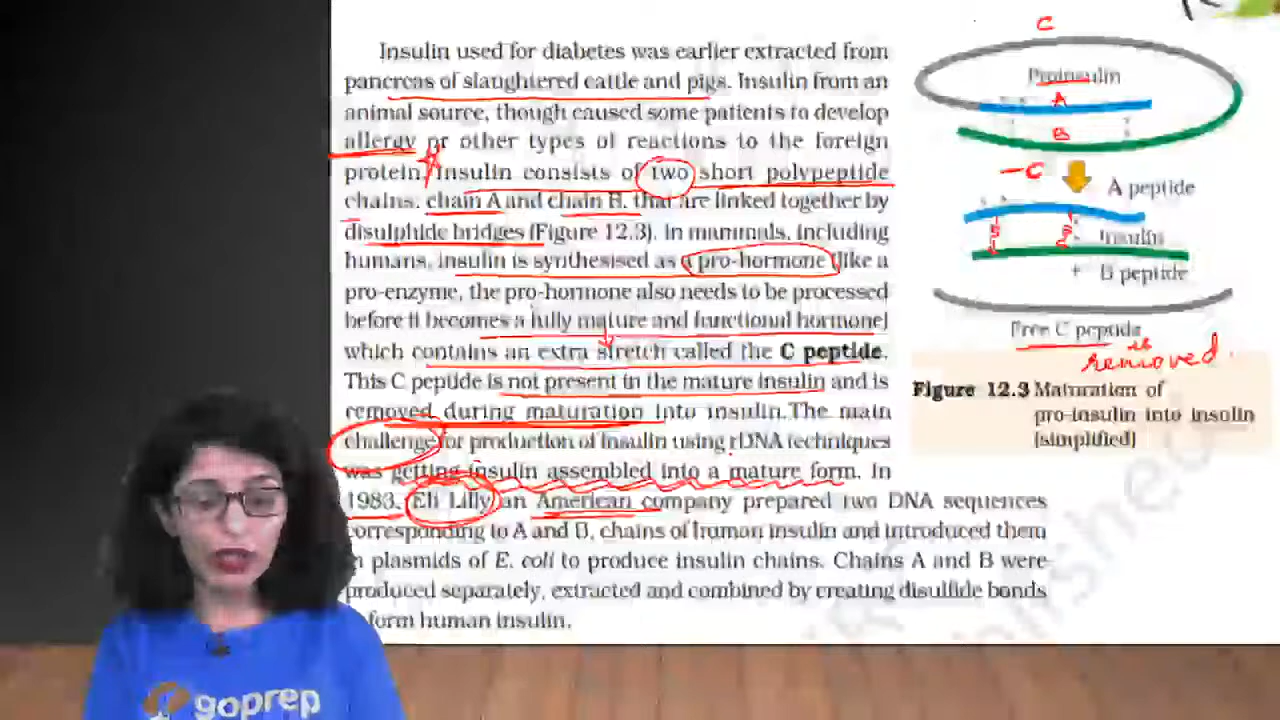 Insulin used for diabetes was earlier extracted from
pancreas of slaughtered cattle and pigs. Insulin from an
animal source, though caused some patients to develop
allergy or other types of reactions to the foreign
protein. Insulin consists of two short polypeptide
chains, chain A and chain B, that are linked together by
disulphide bridges (Figure 12.3). In mammals, including
humans, insulin is synthesised as a pro-hormone (like a
pro-enzyme, the pro-hormone also needs to be processed
before it becomes a fully mature and functional hormone)
which contains an extra stretch called the C peptide.
This C peptide is not present in the mature insulin and is
removed during maturation into insulin.The main
challenge for production of insulin using rDNA techniques
was getting insulin assembled into a mature form. In
1983, Eli Lilly an American company prepared two DNA sequences
corresponding to A and B, chains of human insulin and introduced them
plasmids of E. coli to produce insulin chains. Chains A and B were
produced separately, extracted and combined by creating disulfide bonds
form human insulin.
C
Proinsulin
A
B
- C
A peptide
S S
Insulin
+ B peptide
Free C peptide
is
removed.
Figure 12.3 Maturation of
pro-insulin into insulin
(simplified)
goprep